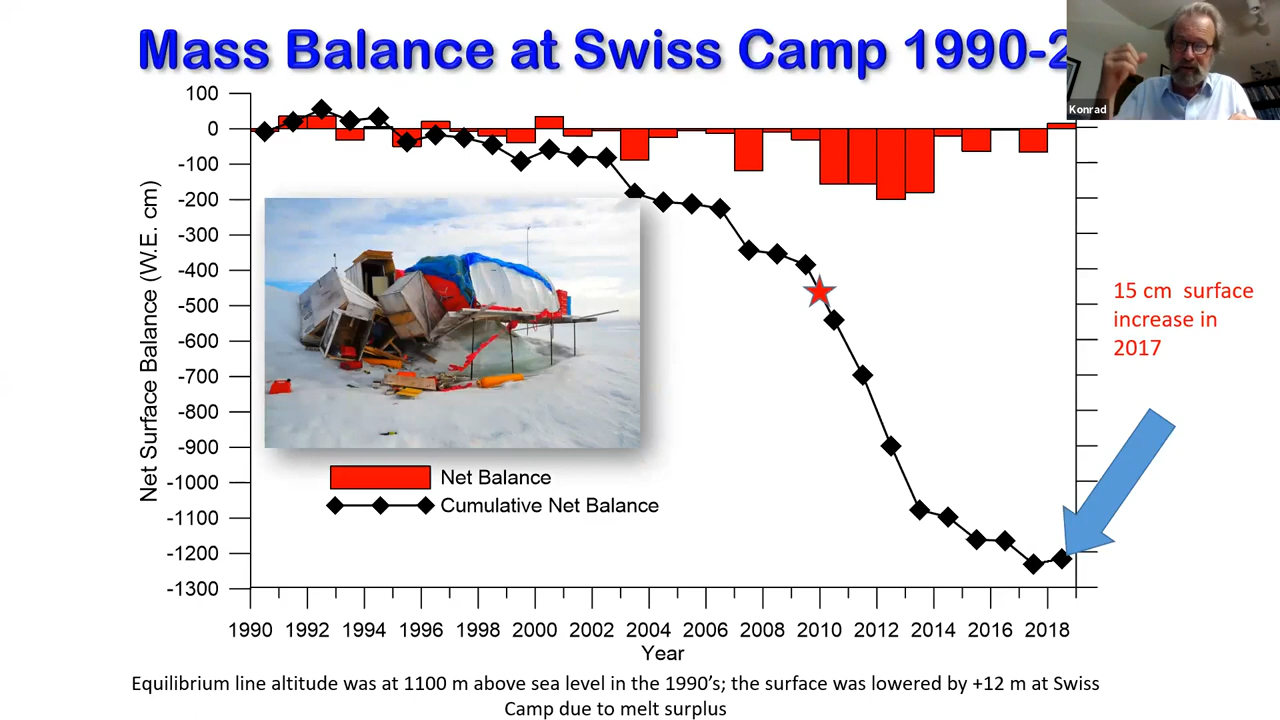 Mass Balance at Swiss Camp 1990-2
Konrad
100
0
-100
-200
-300
-400
-500
-600
-700
-800
-900
-1000
-1100
-1200
-1300
Net Surface Balance (W.E. cm)
Net Balance
Cumulative Net Balance
15 cm surface
increase in
2017
1990 1992 1994 1996 1998 2000 2002 2004 2006 2008 2010 2012 2014 2016 2018
Year
Equilibrium line altitude was at 1100 m above sea level in the 1990’s; the surface was lowered by +12 m at Swiss
Camp due to melt surplus